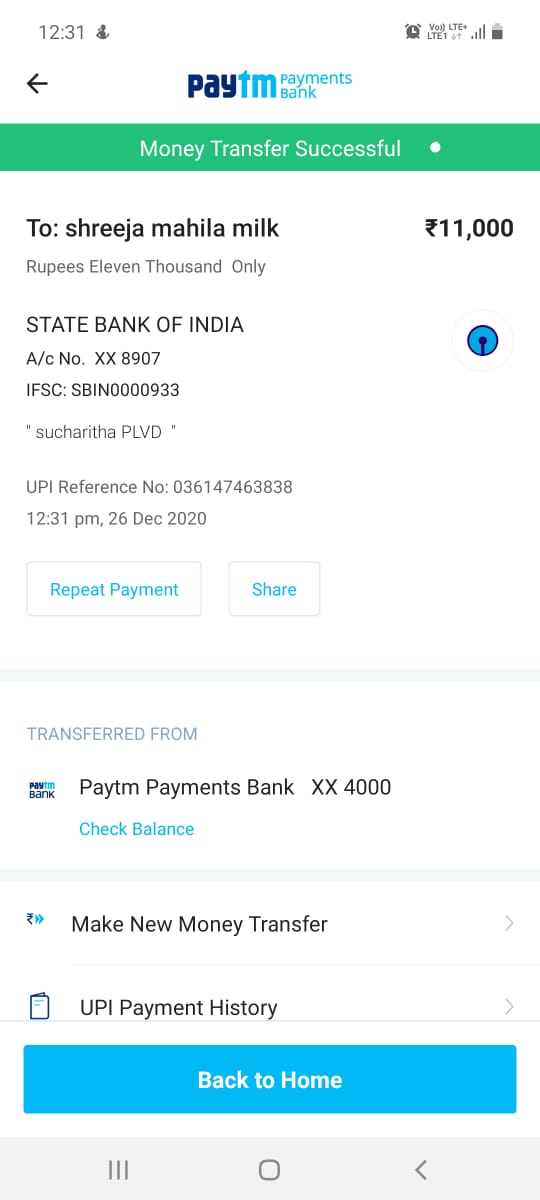 12:31
Vo)) LTE+
LTE1 ↓↑
paytm payments
Bank
Money Transfer Successful
To: shreeja mahila milk ₹11,000
Rupees Eleven Thousand Only
STATE BANK OF INDIA
A/c No. XX 8907
IFSC: SBIN0000933
" sucharitha PLVD "
UPI Reference No: 036147463838
12:31 pm, 26 Dec 2020
Repeat Payment Share
TRANSFERRED FROM
paytm
BANK
Paytm Payments Bank XX 4000
Check Balance
₹ Make New Money Transfer
UPI Payment History
Back to Home